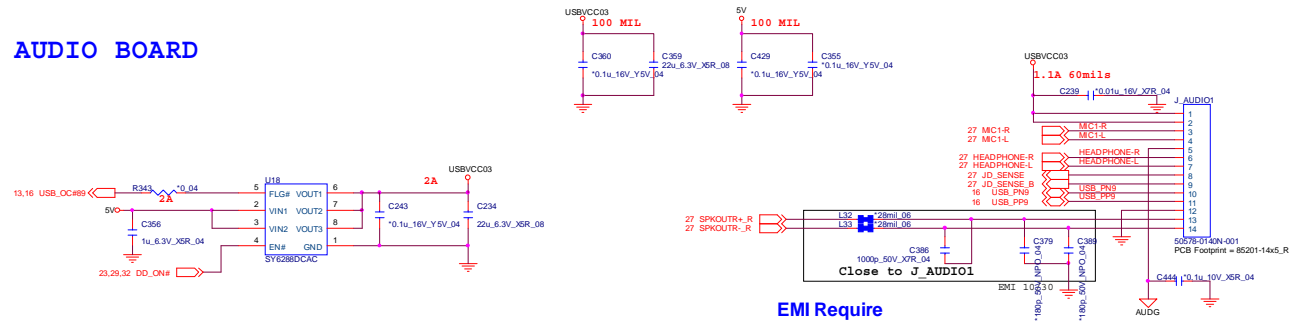 AUDIO BOARD
USBVCC03
100 MIL
C360
*0.1u_16V_Y5V_04
C359
22u_6.3V_X5R_08
5V
100 MIL
C429
*0.1u_16V_Y5V_04
C355
*0.1u_16V_Y5V_04
USBVCC03
1.1A 60mils
C239
*0.01u_16V_X7R_04
J_AUDIO1
1
2
27 MIC1-R
MIC1-R
3
27 MIC1-L
MIC1-L
4
5
27 HEADPHONE-R
HEADPHONE-R
6
27 HEADPHONE-L
HEADPHONE-L
7
27 JD_SENSE
8
27 JD_SENSE_B
9
16 USB_PN9
USB_PN9
10
16 USB_PP9
USB_PP9
11
12
27 SPKOUTR+_R
L32
*28mil_06
13
27 SPKOUTR-_R
L33
*28mil_06
14
50578-0140N-001
PCB Footprint = 85201-14x5_R
C386
1000p_50V_X7R_04
C379
*180p_50V_NPO_04
C389
*180p_50V_NPO_04
Close to J_AUDIO1
EMI Require
C444
*0.1u_10V_X5R_04
AUDG
13,16 USB_OC#89
R343
*0_04
2A
U18
5
FLG#
VOUT1
6
5V
2
VIN1
VOUT2
7
3
VIN2
VOUT3
8
4
EN#
GND
1
SY6288DCAC
C356
1u_6.3V_X5R_04
23,29,32 DD_ON#
2A
USBVCC03
C243
*0.1u_16V_Y5V_04
C234
22u_6.3V_X5R_08